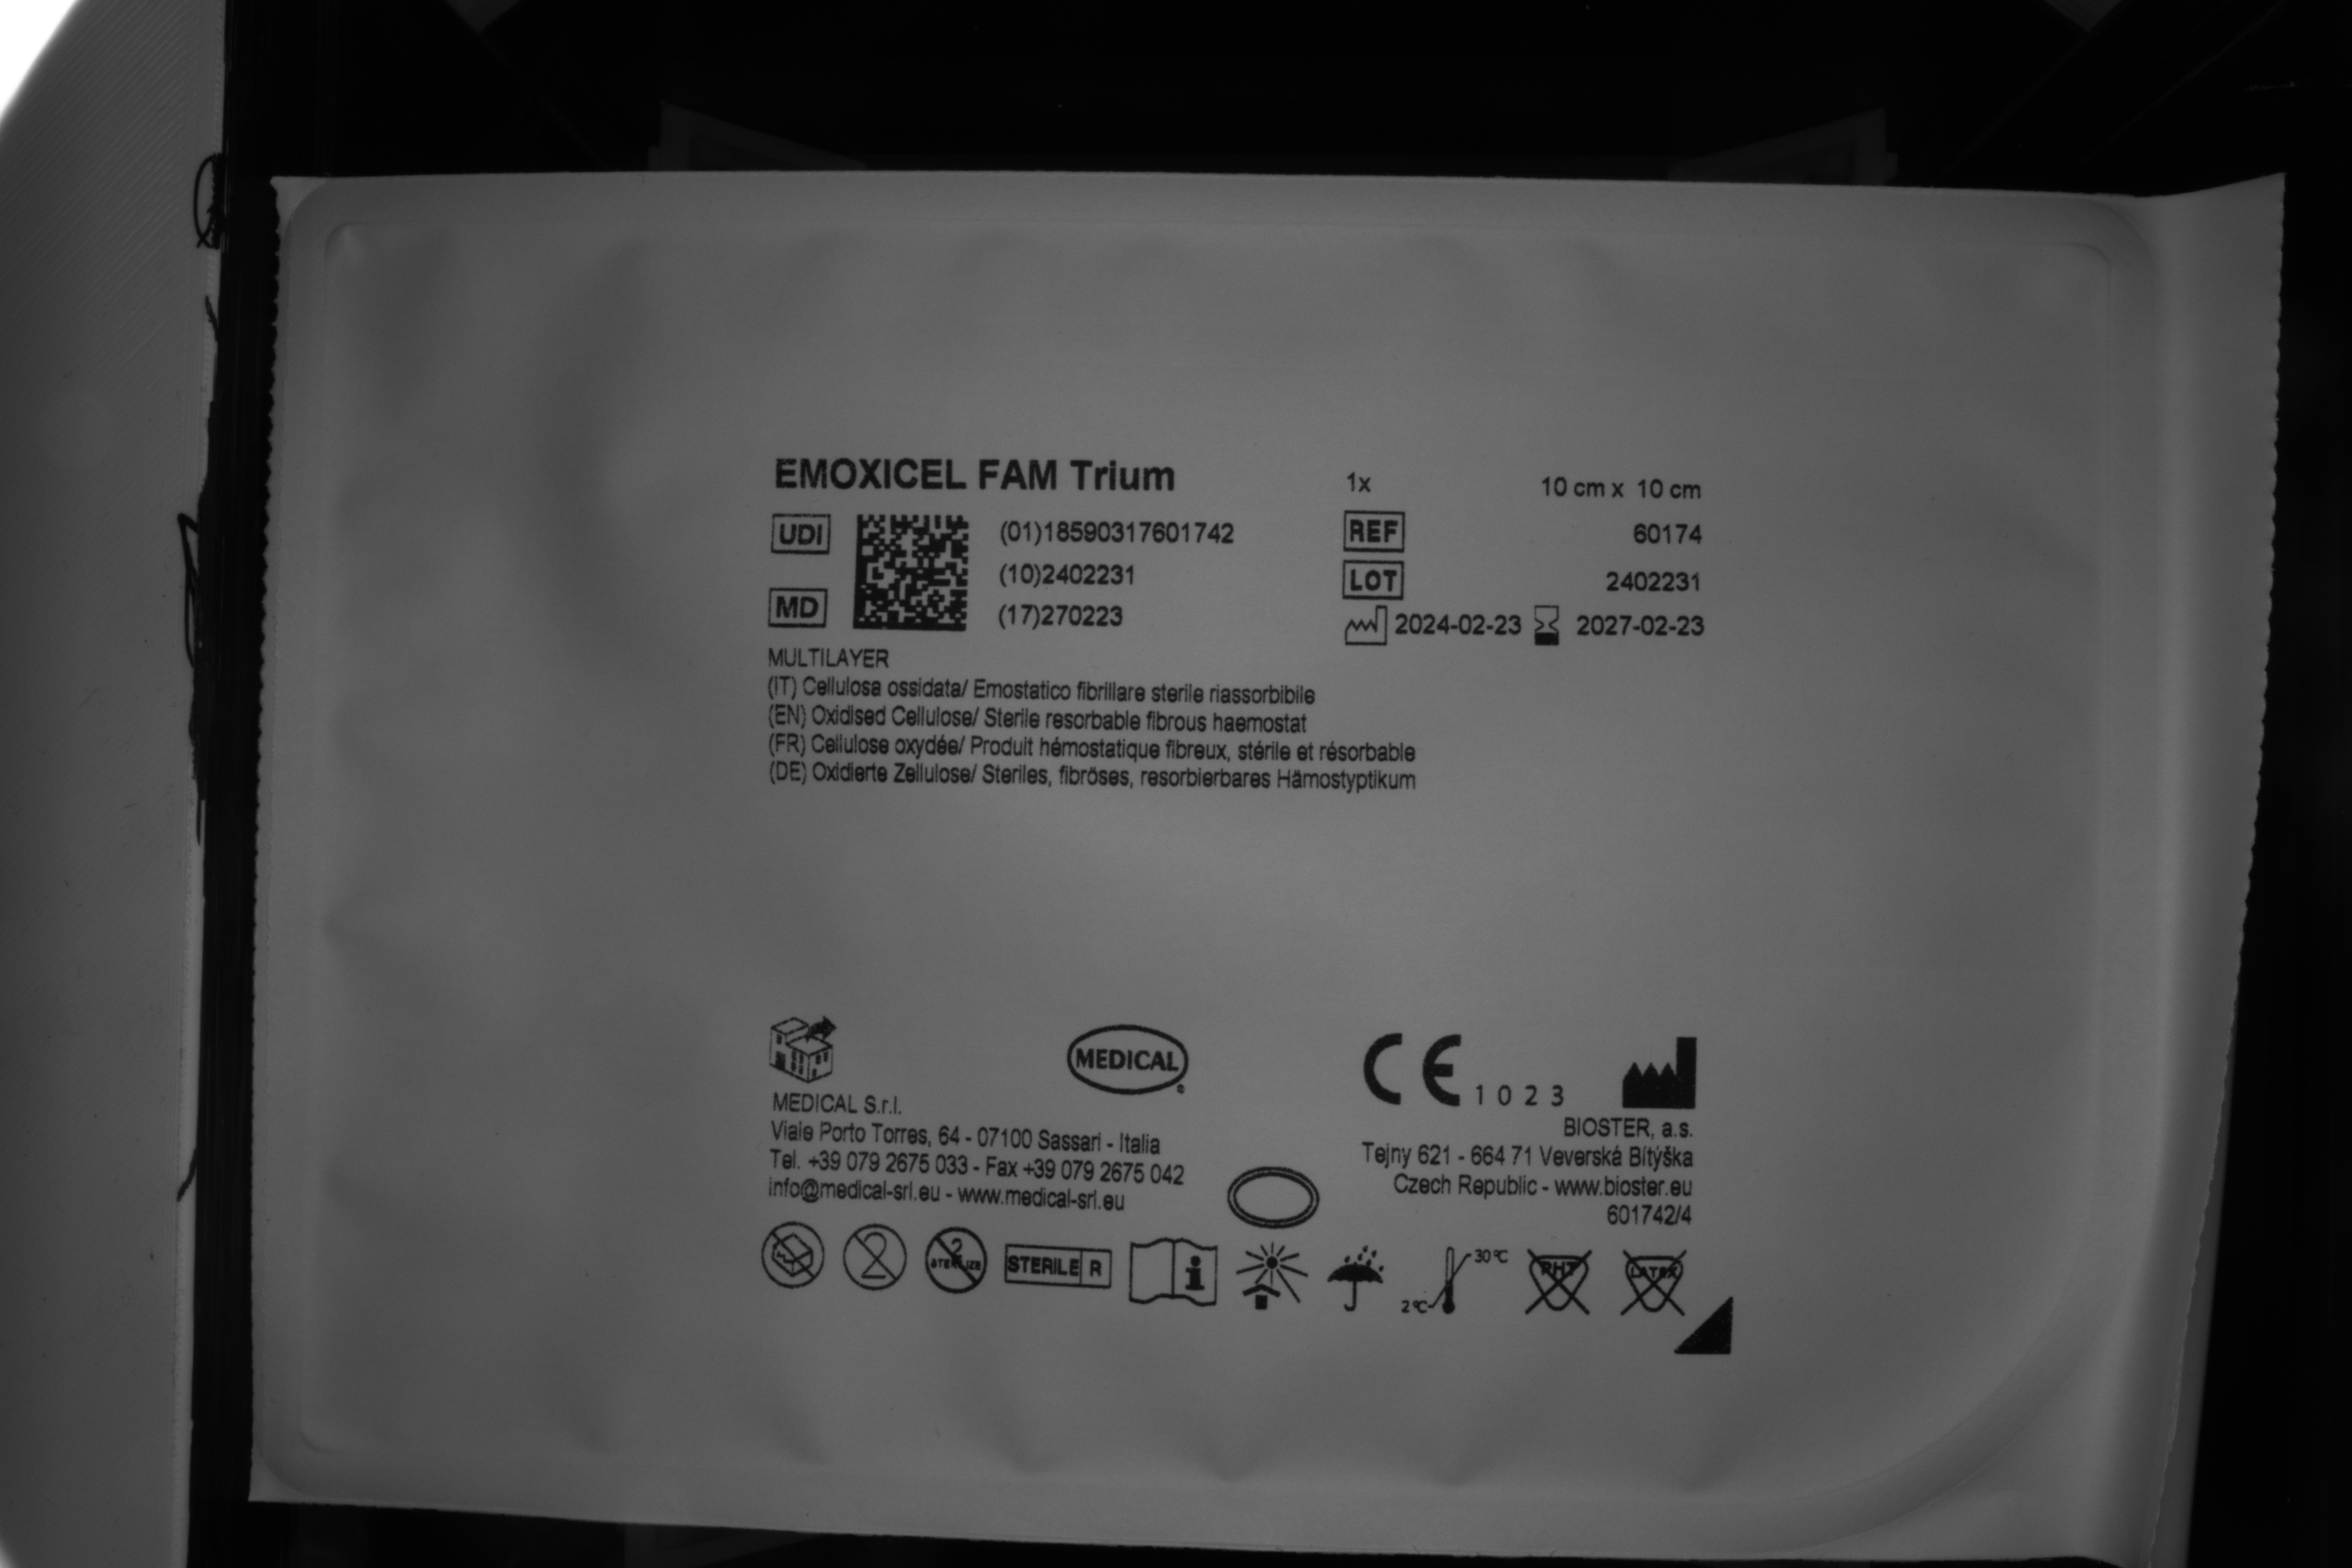 EMOXICEL FAM Trium
1x 10 cm x 10 cm
UDI (01)18590317601742
REF 60174
(10)2402231
LOT 2402231
MD (17)270223
2024-02-23 2027-02-23
MULTILAYER
(IT) Cellulosa ossidata/ Emostatico fibrillare sterile riassorbibile
(EN) Oxidised Cellulose/ Sterile resorbable fibrous haemostat
(FR) Cellulose oxydée/ Produit hémostatique fibreux, stérile et résorbable
(DE) Oxidierte Zellulose/ Steriles, fibröses, resorbierbares Hämostyptikum
MEDICAL
CE 1023
MEDICAL S.r.l.
Viale Porto Torres, 64 - 07100 Sassari - Italia
Tel. +39 079 2675 033 - Fax +39 079 2675 042
info@medical-srl.eu - www.medical-srl.eu
BIOSTER, a.s.
Tejny 621 - 664 71 Veverská Bítýška
Czech Republic - www.bioster.eu
601742/4
2
2 STERILIZE
STERILE R
i
30°C
2°C
PHT
LATEX